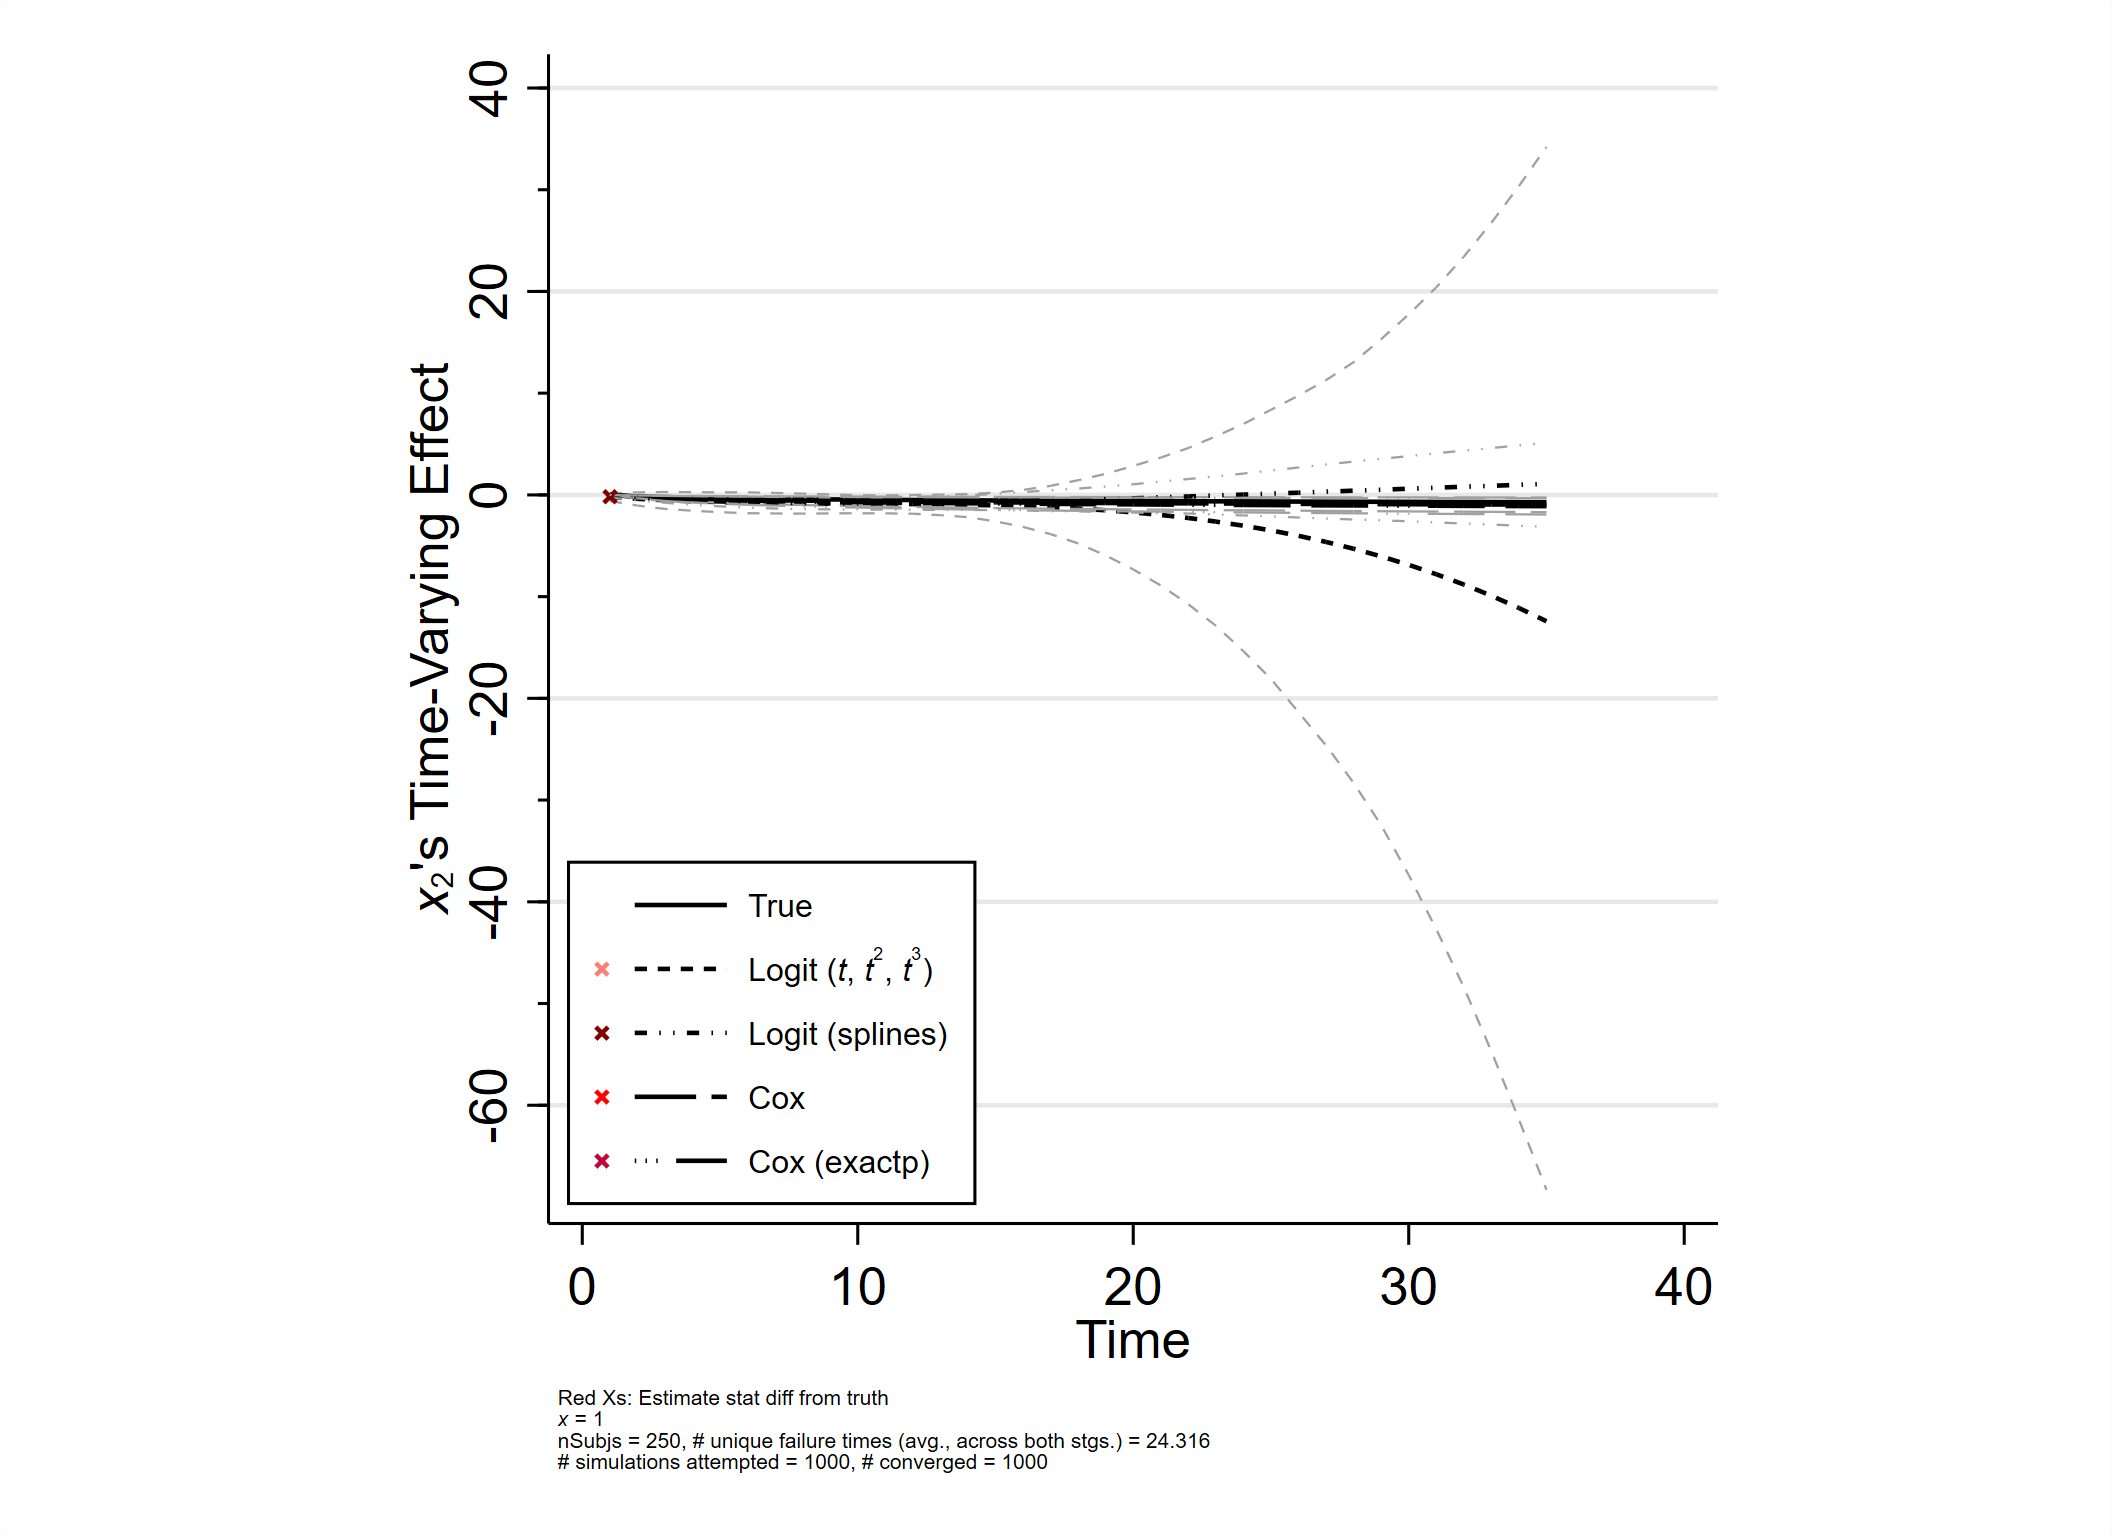 40
20
0
-20
-40
-60
x₂'s Time-Varying Effect
True
Logit (t, t², t³)
Logit (splines)
Cox
Cox (exactp)
0 10 20 30 40
Time
Red Xs: Estimate stat diff from truth
x = 1
nSubjs = 250, # unique failure times (avg., across both stgs.) = 24.316
# simulations attempted = 1000, # converged = 1000